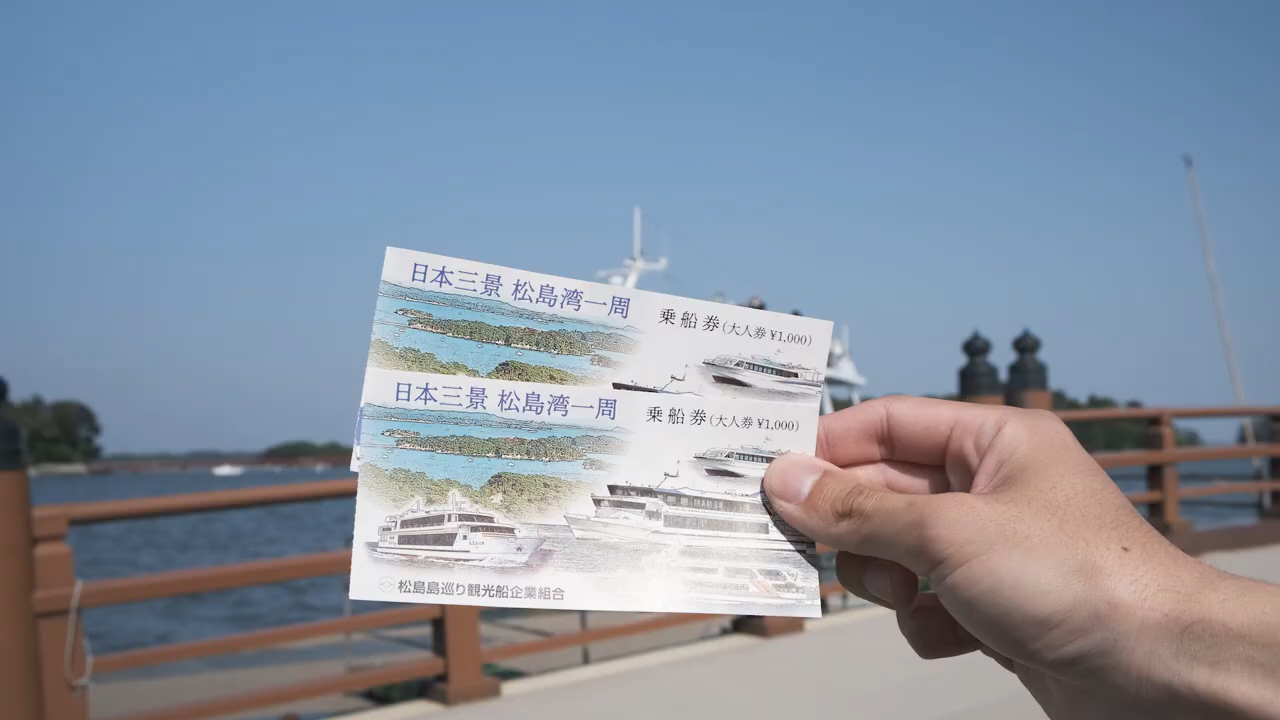 日本三景 松島湾一周
乗船券(大人券¥1,000)
日本三景 松島湾一周
乗船券(大人券¥1,000)
松島島巡り観光船企業組合